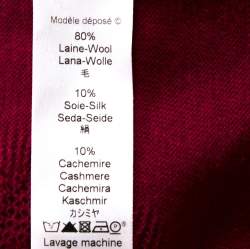 Modèle déposé ©
80%
Laine-Wool
Lana-Wolle
毛
10%
Soie-Silk
Seda-Seide
絹
10%
Cachemire
Cashmere
Cachemira
Kaschmir
カシミヤ
Lavage machine